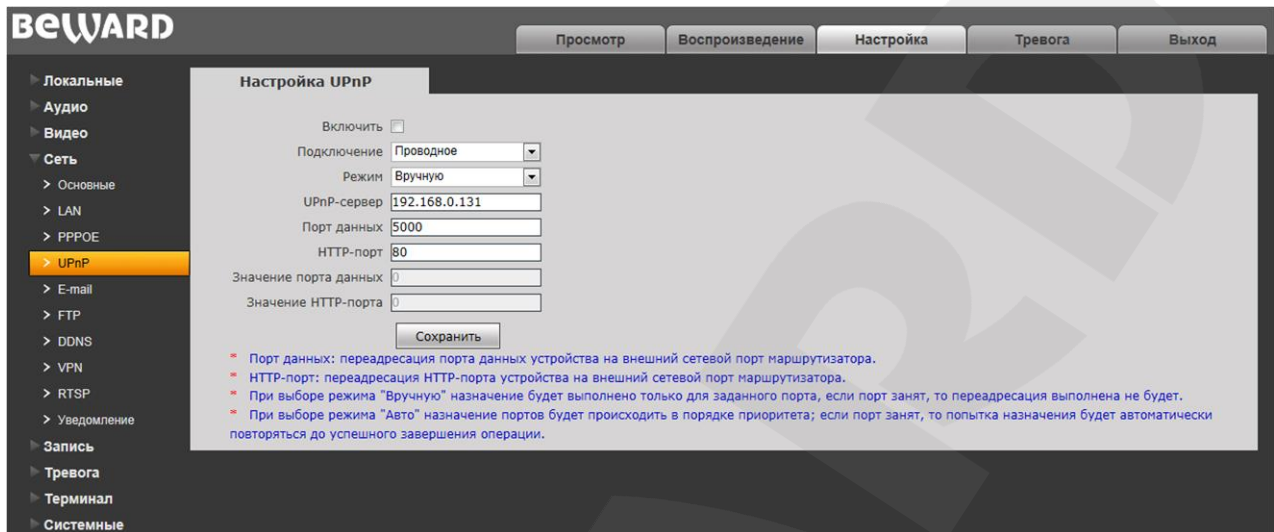 BEWARD
Просмотр
Воспроизведение
Настройка
Тревога
Выход
Локальные
Аудио
Видео
Сеть
Основные
LAN
PPPOE
UPnP
E-mail
FTP
DDNS
VPN
RTSP
Уведомление
Запись
Тревога
Терминал
Системные
Настройка UPnP
Включить
Подключение Проводное
Режим Вручную
UPnP-сервер 192.168.0.131
Порт данных 5000
HTTP-порт 80
Значение порта данных 0
Значение HTTP-порта 0
Сохранить
* Порт данных: переадресация порта данных устройства на внешний сетевой порт маршрутизатора.
* HTTP-порт: переадресация HTTP-порта устройства на внешний сетевой порт маршрутизатора.
* При выборе режима "Вручную" назначение будет выполнено только для заданного порта, если порт занят, то переадресация выполнена не будет.
* При выборе режима "Авто" назначение портов будет происходить в порядке приоритета; если порт занят, то попытка назначения будет автоматически
повторяться до успешного завершения операции.